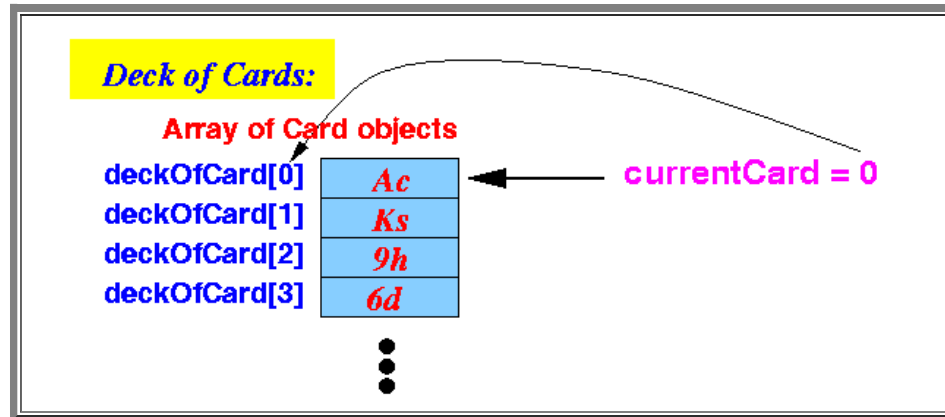 Deck of Cards:
Array of Card objects
deckOfCard[0] Ac currentCard = 0
deckOfCard[1] Ks
deckOfCard[2] 9h
deckOfCard[3] 6d